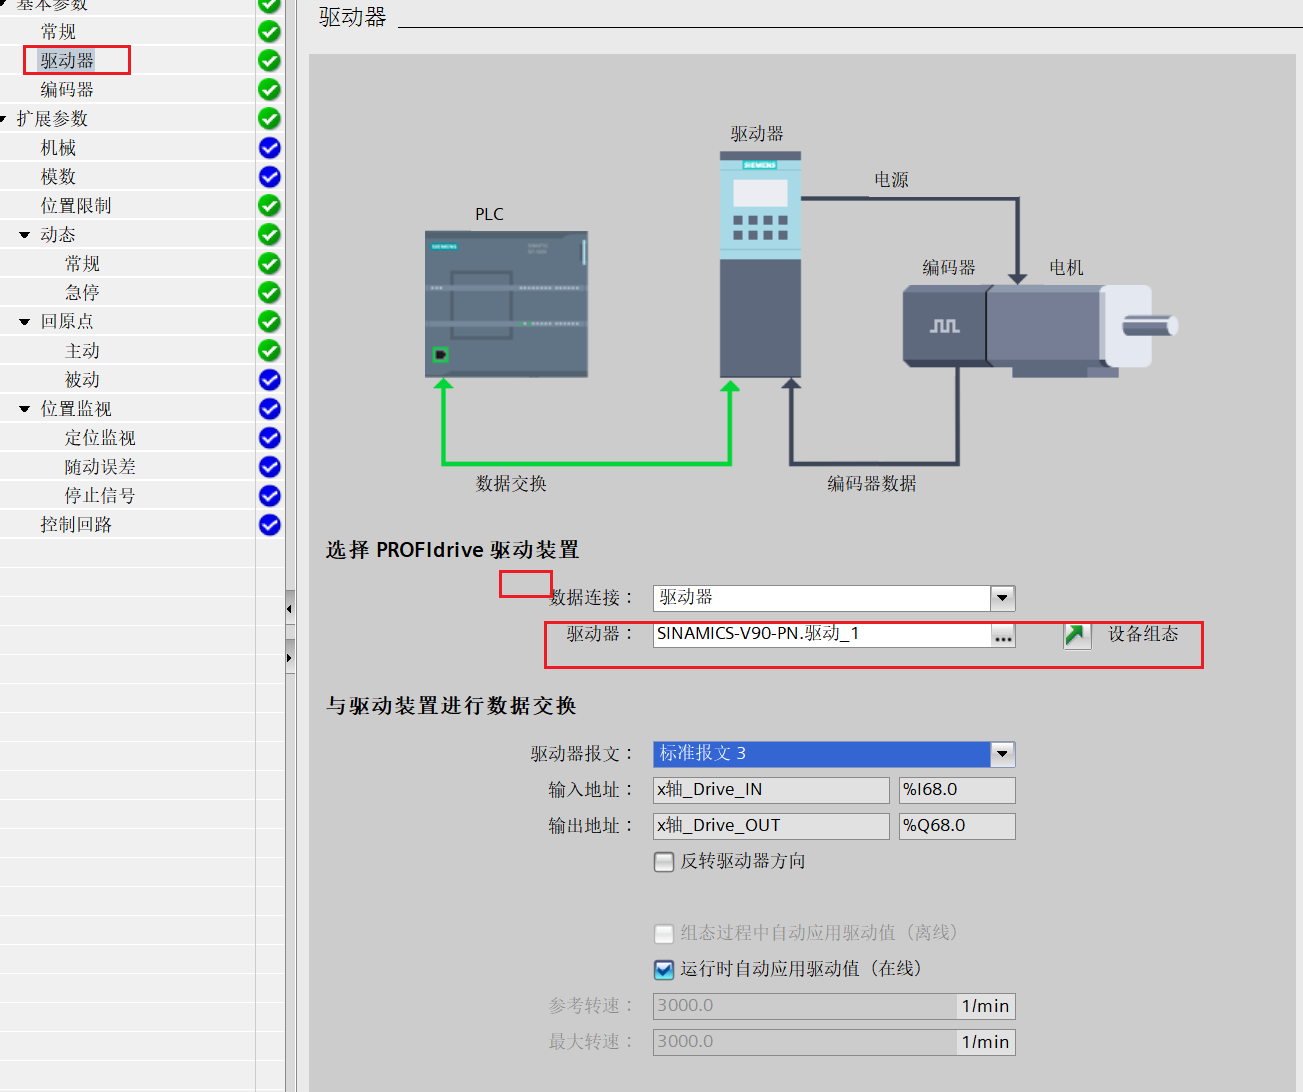 基本参数
常规
驱动器
编码器
扩展参数
机械
模数
位置限制
动态
常规
急停
回原点
主动
被动
位置监视
定位监视
随动误差
停止信号
控制回路
驱动器
驱动器
SIEMENS
电源
PLC
SIEMENS
编码器
电机
数据交换
编码器数据
选择 PROFIdrive 驱动装置
数据连接： 驱动器
驱动器： SINAMICS-V90-PN.驱动_1 ... 设备组态
与驱动装置进行数据交换
驱动器报文： 标准报文 3
输入地址： x轴_Drive_IN %I68.0
输出地址： x轴_Drive_OUT %Q68.0
反转驱动器方向
组态过程中自动应用驱动值（离线）
运行时自动应用驱动值（在线）
参考转速： 3000.0 1/min
最大转速： 3000.0 1/min